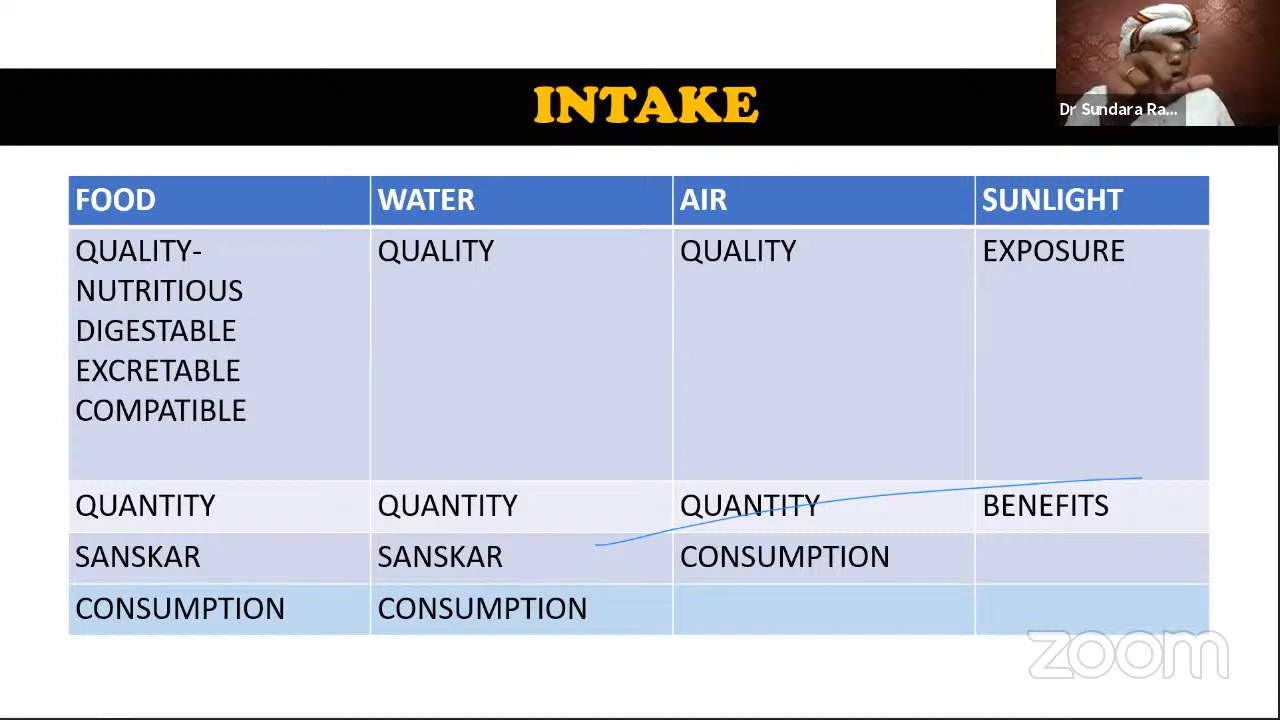 INTAKE
Dr Sundara Ra...
FOOD WATER AIR SUNLIGHT
QUALITY- QUALITY QUALITY EXPOSURE
NUTRITIOUS
DIGESTABLE
EXCRETABLE
COMPATIBLE
QUANTITY QUANTITY QUANTITY BENEFITS
SANSKAR SANSKAR CONSUMPTION
CONSUMPTION CONSUMPTION
zoom